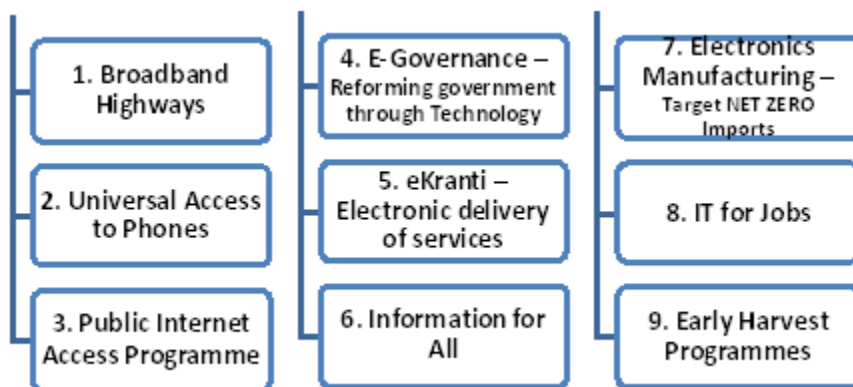 1. Broadband
Highways
2. Universal Access
to Phones
3. Public Internet
Access Programme
4. E-Governance –
Reforming government
through Technology
5. eKranti –
Electronic delivery
of services
6. Information for
All
7. Electronics
Manufacturing –
Target NET ZERO
Imports
8. IT for Jobs
9. Early Harvest
Programmes